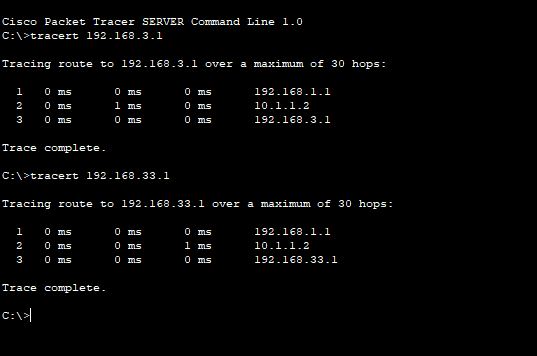 Cisco Packet Tracer SERVER Command Line 1.0
C:\>tracert 192.168.3.1
Tracing route to 192.168.3.1 over a maximum of 30 hops:
1 0 ms 0 ms 0 ms 192.168.1.1
2 0 ms 1 ms 0 ms 10.1.1.2
3 0 ms 0 ms 0 ms 192.168.3.1
Trace complete.
C:\>tracert 192.168.33.1
Tracing route to 192.168.33.1 over a maximum of 30 hops:
1 0 ms 0 ms 0 ms 192.168.1.1
2 0 ms 0 ms 1 ms 10.1.1.2
3 0 ms 0 ms 0 ms 192.168.33.1
Trace complete.
C:\>